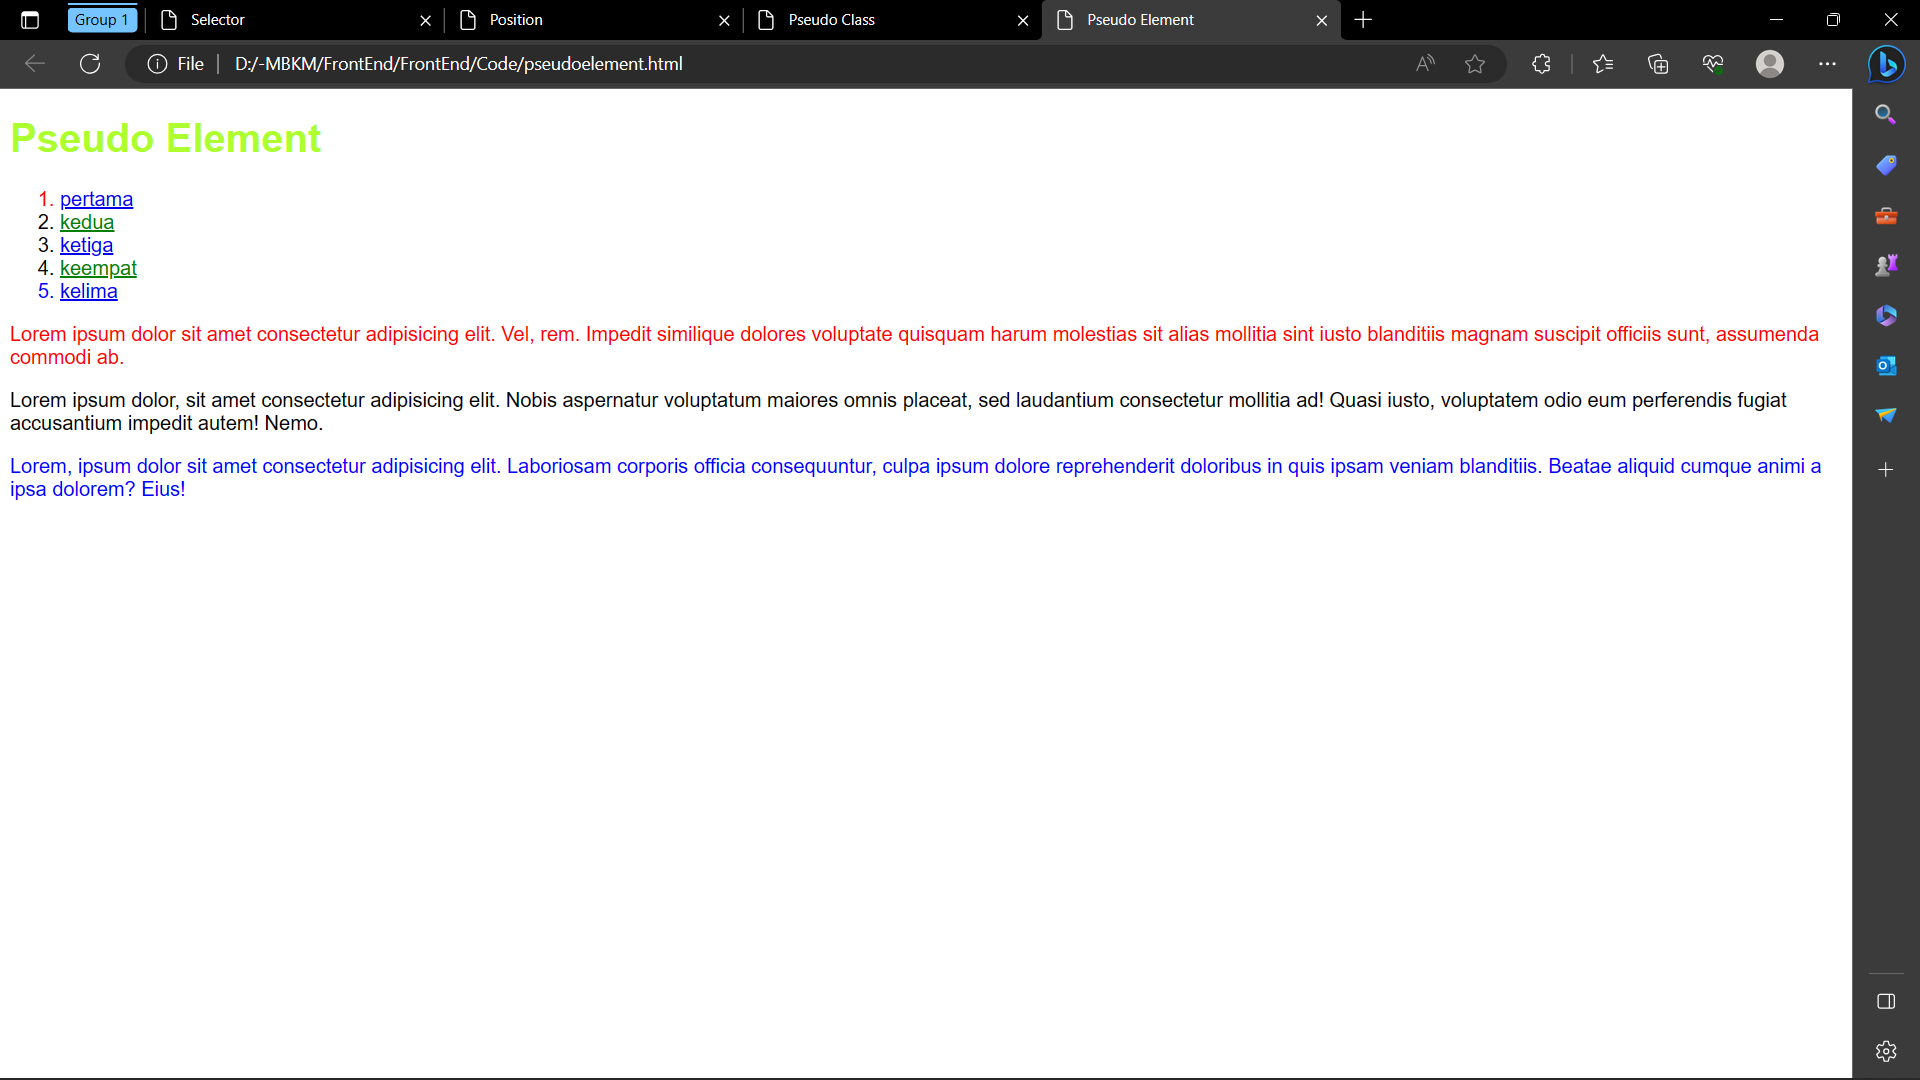 Group 1
Selector
Position
Pseudo Class
Pseudo Element
File
D:/-MBKM/FrontEnd/FrontEnd/Code/pseudoelement.html
Pseudo Element
1. pertama
2. kedua
3. ketiga
4. keempat
5. kelima
Lorem ipsum dolor sit amet consectetur adipisicing elit. Vel, rem. Impedit similique dolores voluptate quisquam harum molestias sit alias mollitia sint iusto blanditiis magnam suscipit officiis sunt, assumenda
commodi ab.
Lorem ipsum dolor, sit amet consectetur adipisicing elit. Nobis aspernatur voluptatum maiores omnis placeat, sed laudantium consectetur mollitia ad! Quasi iusto, voluptatem odio eum perferendis fugiat
accusantium impedit autem! Nemo.
Lorem, ipsum dolor sit amet consectetur adipisicing elit. Laboriosam corporis officia consequuntur, culpa ipsum dolore reprehenderit doloribus in quis ipsam veniam blanditiis. Beatae aliquid cumque animi a
ipsa dolorem? Eius!